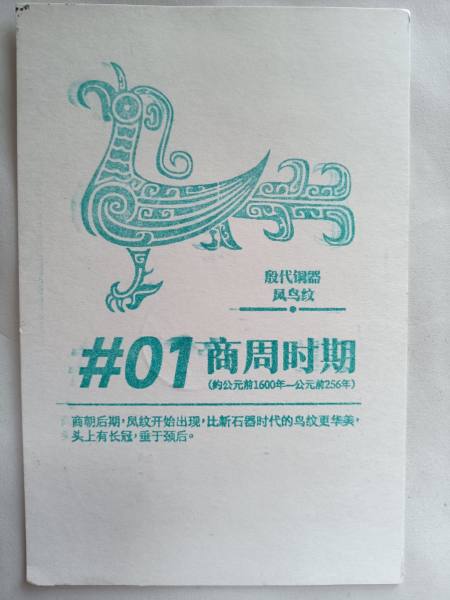 殷代铜器
凤鸟纹
#01 商周时期
（约公元前1600年—公元前256年）
商朝后期，凤纹开始出现，比新石器时代的鸟纹更华美，
头上有长冠，垂于颈后。